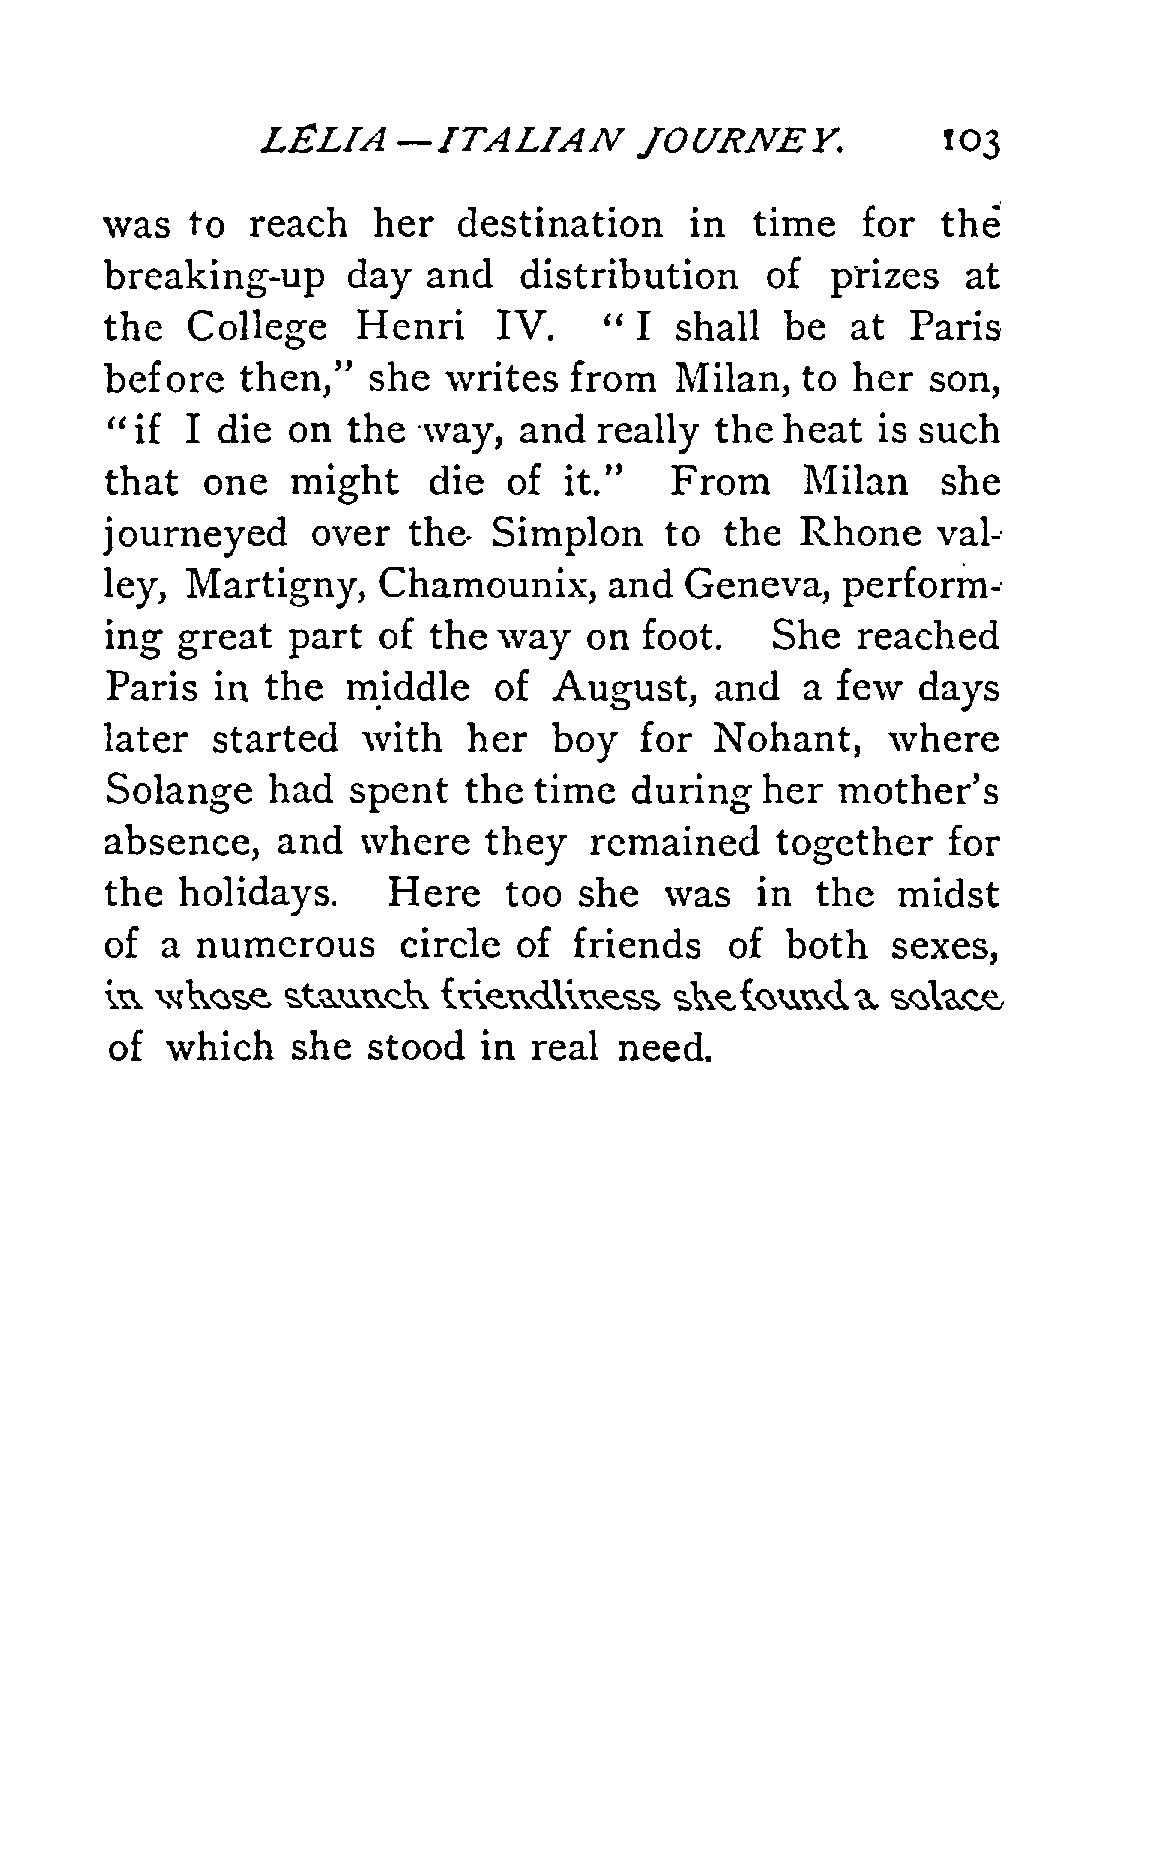 LÉLIA—ITALIAN JOURNEY. 103
was to reach her destination in time for the
breaking-up day and distribution of prizes at
the College Henri IV. "I shall be at Paris
before then," she writes from Milan, to her son,
"if I die on the way, and really the heat is such
that one might die of it." From Milan she
journeyed over the Simplon to the Rhone val-
ley, Martigny, Chamounix, and Geneva, perform-
ing great part of the way on foot. She reached
Paris in the middle of August, and a few days
later started with her boy for Nohant, where
Solange had spent the time during her mother's
absence, and where they remained together for
the holidays. Here too she was in the midst
of a numerous circle of friends of both sexes,
in whose staunch friendliness she found a solace
of which she stood in real need.